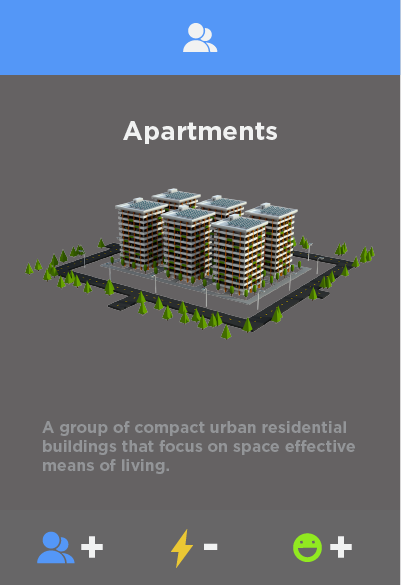 Apartments
A group of compact urban residential
buildings that focus on space effective
means of living.
+ - +